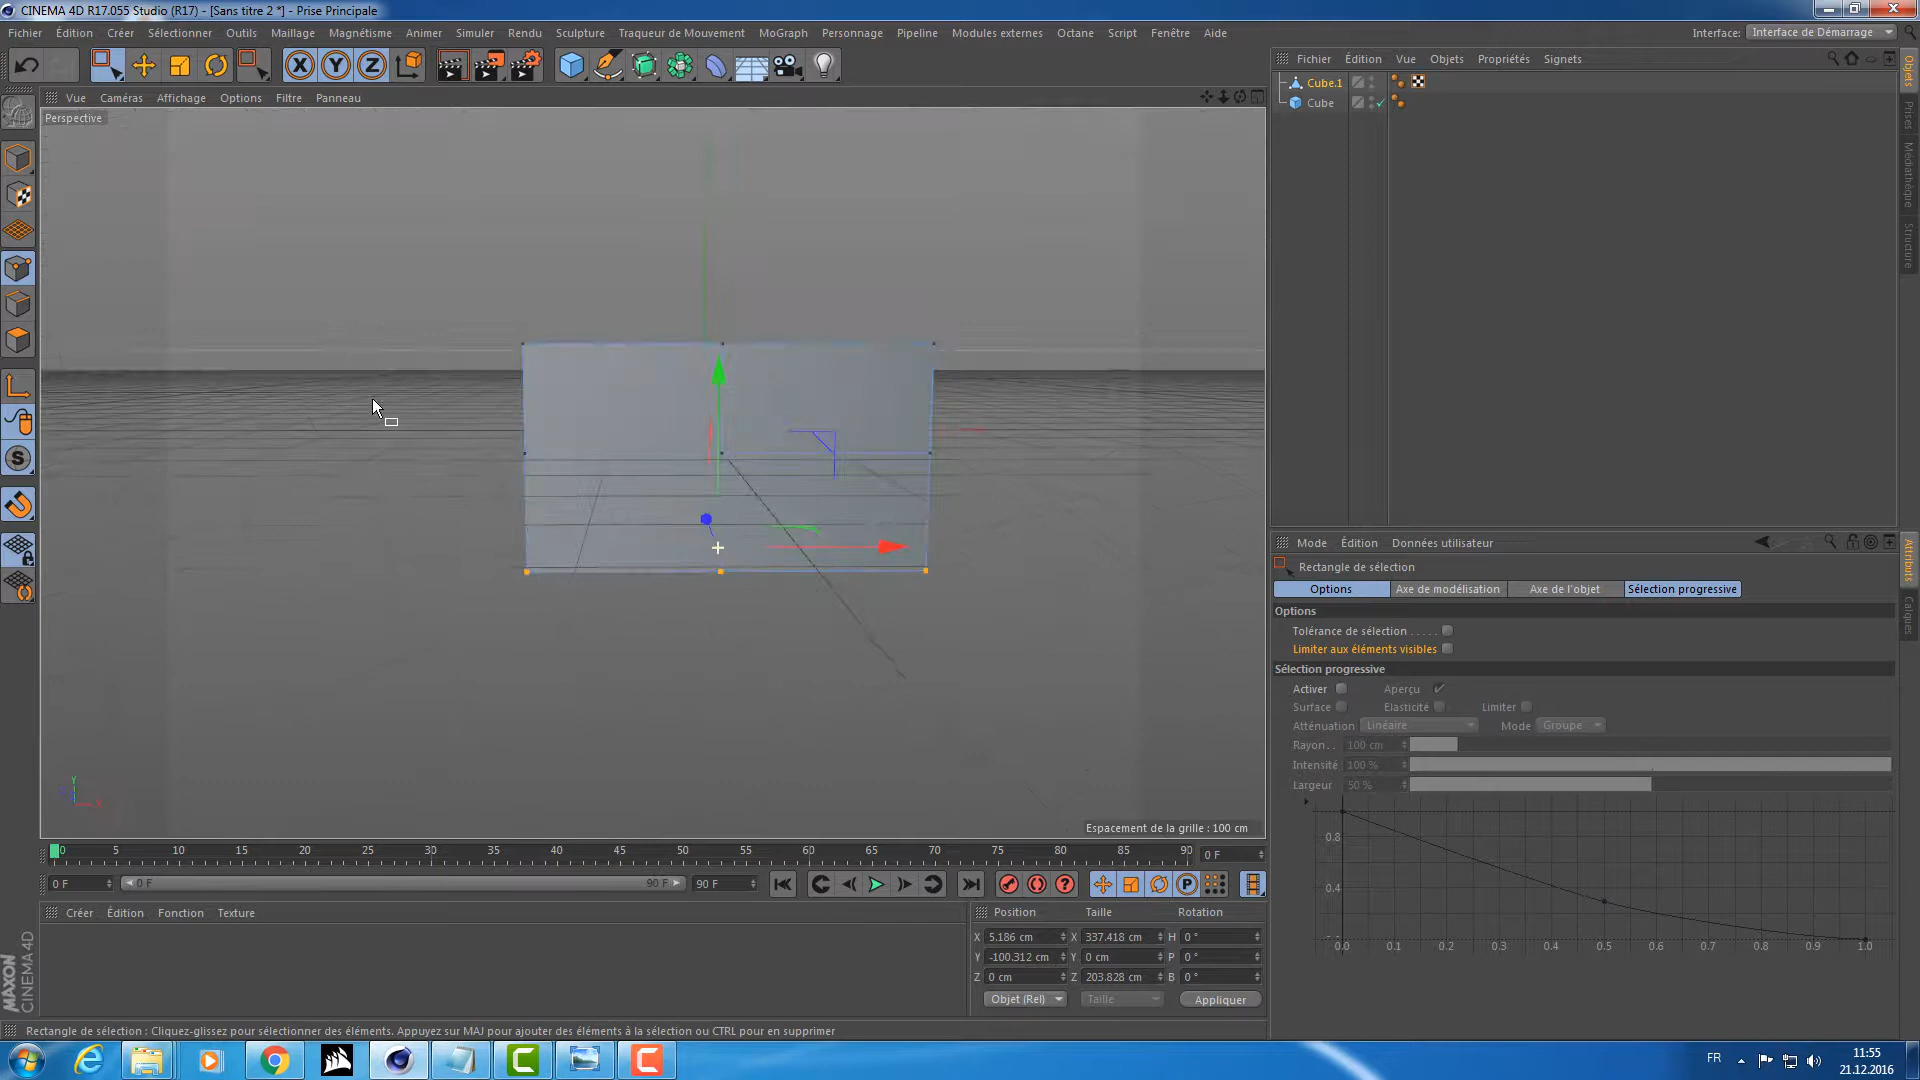 CINEMA 4D R17.055 Studio (R17) - [Sans titre 2 *] - Prise Principale
Fichier Édition Créer Sélectionner Outils Maillage Magnétisme Animer Simuler Rendu Sculpture Traqueur de Mouvement MoGraph Personnage Pipeline Modules externes Octane Script Fenêtre Aide
Interface: Interface de Démarrage
X Y Z
Vue Caméras Affichage Options Filtre Panneau
Perspective
Fichier Édition Vue Objets Propriétés Signets
Cube.1
Cube
Objets
Prises
Médiathèque
Structure
S
Y
X
Espacement de la grille : 100 cm
Mode Édition Données utilisateur
Rectangle de sélection
Options Axe de modélisation Axe de l'objet Sélection progressive
Options
Tolérance de sélection . . . . .
Limiter aux éléments visibles
Sélection progressive
Activer Aperçu
Surface Elasticité Limiter
Atténuation Linéaire Mode Groupe
Rayon . . 100 cm
Intensité 100 %
Largeur 50 %
0.8
0.4
0.0 0.1 0.2 0.3 0.4 0.5 0.6 0.7 0.8 0.9 1.0
Attributs
Calques
0 5 10 15 20 25 30 35 40 45 50 55 60 65 70 75 80 85 90
0 F
0 F 0 F 90 F 90 F
P
Créer Édition Fonction Texture
Position Taille Rotation
X 5.186 cm X 337.418 cm H 0 °
Y -100.312 cm Y 0 cm P 0 °
Z 0 cm Z 203.828 cm B 0 °
Objet (Rel) Taille Appliquer
MAXON
CINEMA 4D
Rectangle de sélection : Cliquez-glissez pour sélectionner des éléments. Appuyez sur MAJ pour ajouter des éléments à la sélection ou CTRL pour en supprimer
FR
11:55
21.12.2016